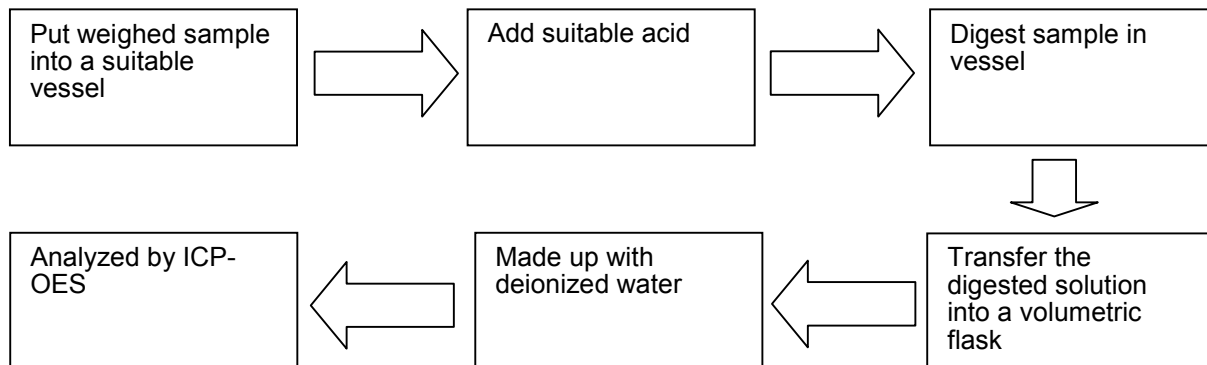 Put weighed sample
into a suitable
vessel
Add suitable acid
Digest sample in
vessel
Transfer the
digested solution
into a volumetric
flask
Made up with
deionized water
Analyzed by ICP-
OES